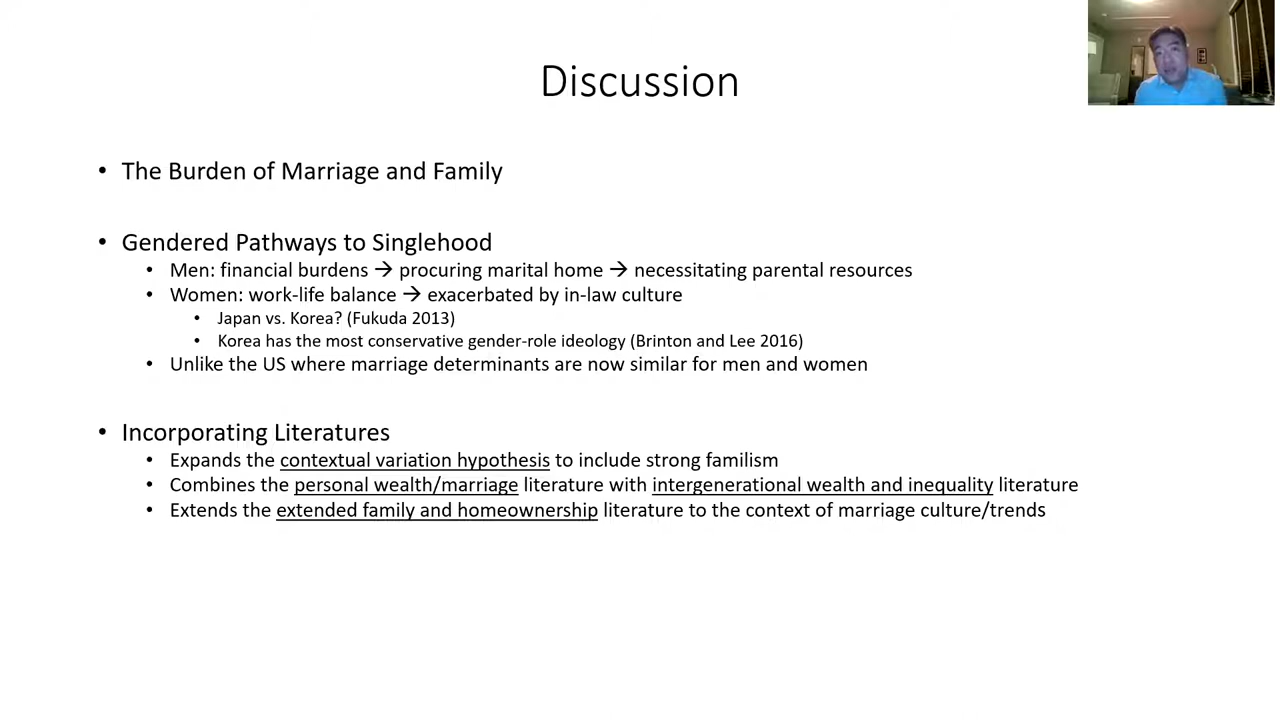 Discussion
• The Burden of Marriage and Family
• Gendered Pathways to Singlehood
• Men: financial burdens → procuring marital home → necessitating parental resources
• Women: work-life balance → exacerbated by in-law culture
• Japan vs. Korea? (Fukuda 2013)
• Korea has the most conservative gender-role ideology (Brinton and Lee 2016)
• Unlike the US where marriage determinants are now similar for men and women
• Incorporating Literatures
• Expands the contextual variation hypothesis to include strong familism
• Combines the personal wealth/marriage literature with intergenerational wealth and inequality literature
• Extends the extended family and homeownership literature to the context of marriage culture/trends